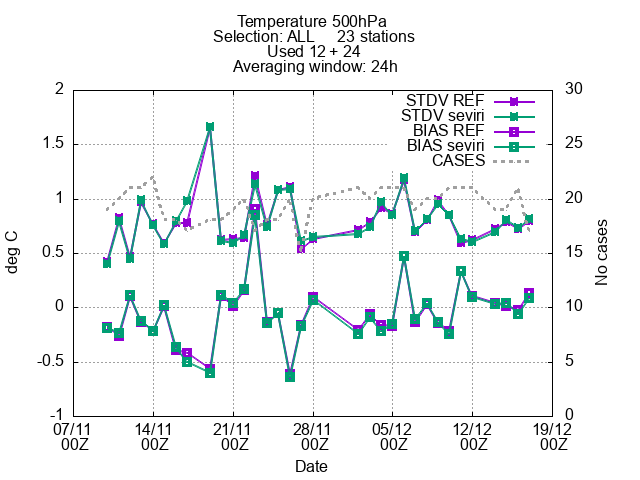 Temperature 500hPa
Selection: ALL 23 stations
Used 12 + 24
Averaging window: 24h
STDV REF
STDV seviri
BIAS REF
BIAS seviri
CASES
deg C
2
1.5
1
0.5
0
-0.5
-1
No cases
30
25
20
15
10
5
0
07/11 00Z
14/11 00Z
21/11 00Z
28/11 00Z
05/12 00Z
12/12 00Z
19/12 00Z
Date